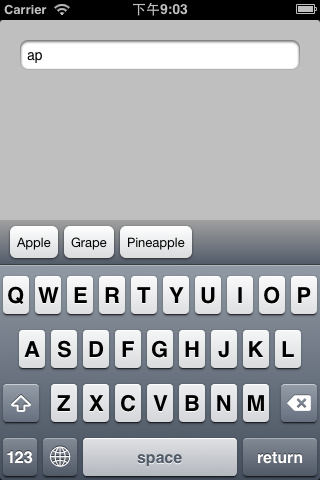 Carrier 下午9:03
ap
Apple Grape Pineapple
Q W E R T Y U I O P
A S D F G H J K L
Z X C V B N M
123 space return